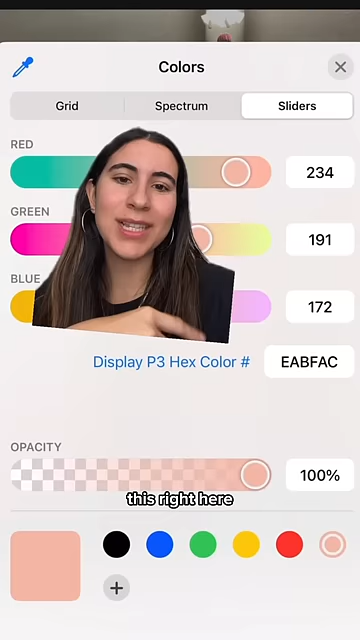 Colors
Grid Spectrum Sliders
RED
234
GREEN
191
BLUE
172
Display P3 Hex Color # EABFAC
OPACITY
100%
this right here